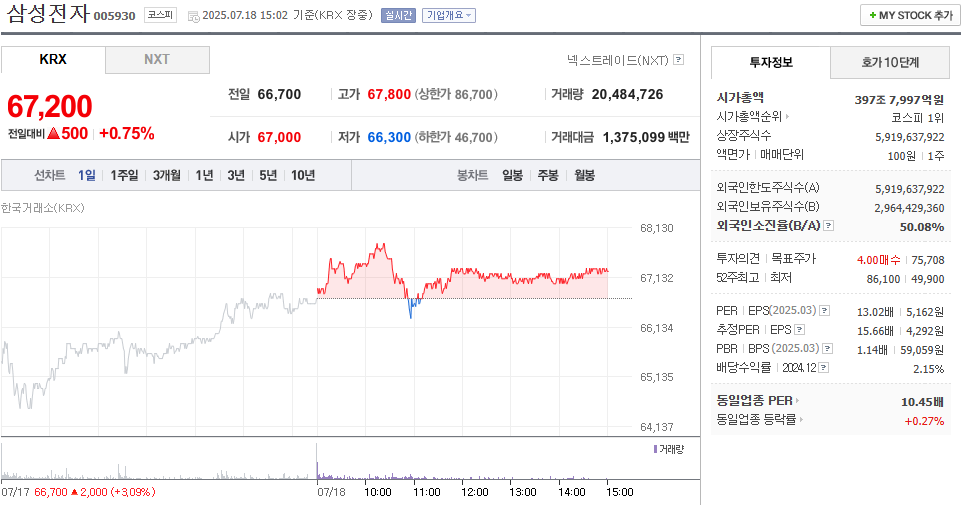 삼성전자 005930 코스피 2025.07.18 15:02 기준(KRX 장중) 실시간 기업개요 + MY STOCK 추가
KRX NXT
넥스트레이드(NXT) ?
67,200
전일대비 ▲500 +0.75%
전일 66,700 고가 67,800 (상한가 86,700) 거래량 20,484,726
시가 67,000 저가 66,300 (하한가 46,700) 거래대금 1,375,099 백만
선차트 1일 1주일 3개월 1년 3년 5년 10년 봉차트 일봉 주봉 월봉
한국거래소(KRX)
68,130
67,132
66,134
65,135
64,137
거래량
07/17 66,700 ▲ 2,000 (+3,09%) 07/18 10:00 11:00 12:00 13:00 14:00 15:00
투자정보 호가 10단계
시가총액 397조 7,997억원
시가총액순위 코스피 1위
상장주식수 5,919,637,922
액면가 매매단위 100원 1주
외국인한도주식수(A) 5,919,637,922
외국인보유주식수(B) 2,964,429,360
외국인소진율(B/A) ? 50.08%
투자의견 목표주가 4.00매수 75,708
52주최고 최저 86,100 49,900
PER EPS(2025.03) ? 13.02배 5,162원
추정PER EPS ? 15.66배 4,292원
PBR BPS (2025.03) ? 1.14배 59,059원
배당수익률 2024.12 ? 2.15%
동일업종 PER 10.45배
동일업종 등락률 +0.27%